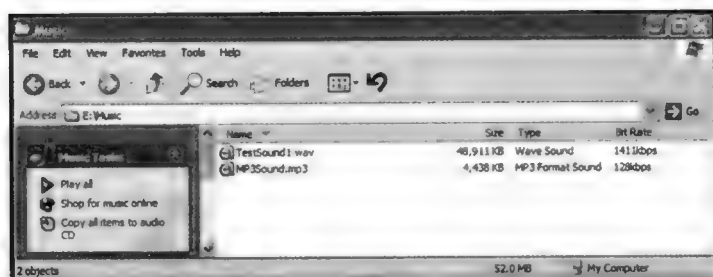 Music
File Edit View Favorites Tools Help
Back Search Folders
Address E:\Music Go
Name Size Type Bit Rate
TestSound1.wav 48,911 KB Wave Sound 1411kbps
MP3Sound.mp3 4,438 KB MP3 Format Sound 128kbps
Music Tasks
Play all
Shop for music online
Copy all items to audio
CD
2 objects 52.0 MB My Computer